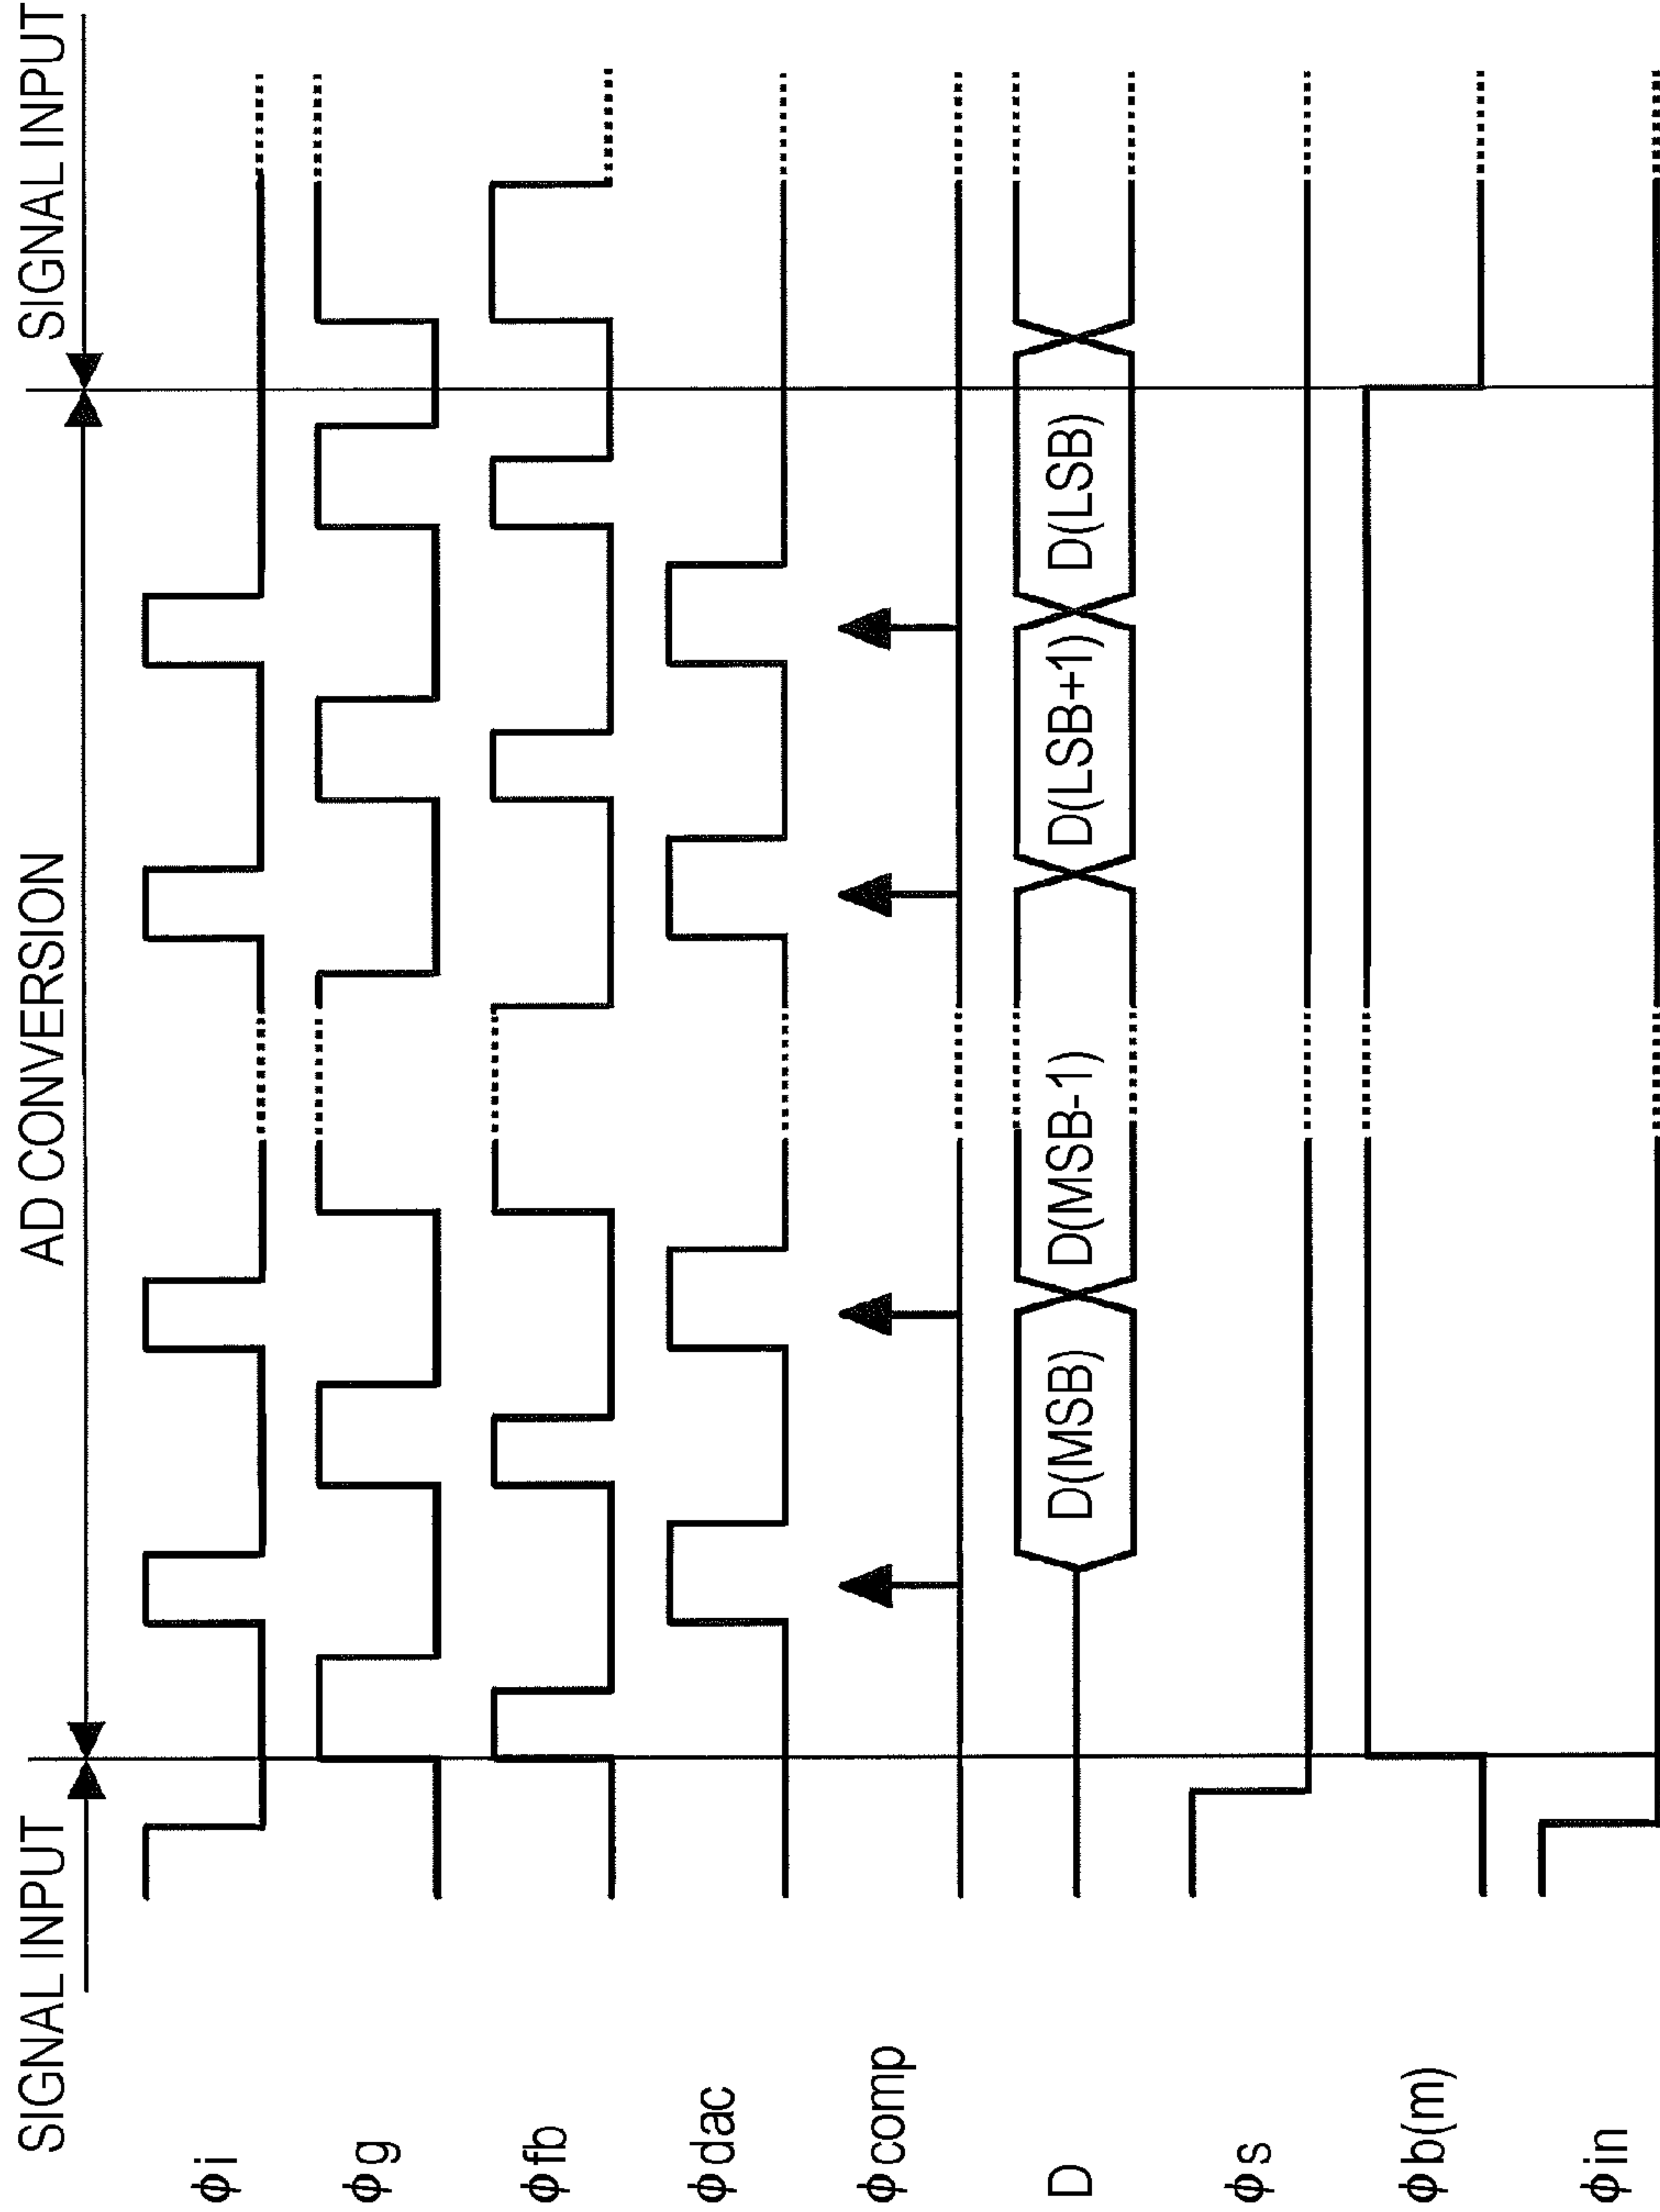 SIGNAL INPUT
AD CONVERSION
SIGNAL INPUT
ϕi
ϕg
ϕfb
ϕdac
ϕcomp
D
D(MSB)
D(MSB-1)
D(LSB+1)
D(LSB)
ϕs
ϕb(m)
ϕin